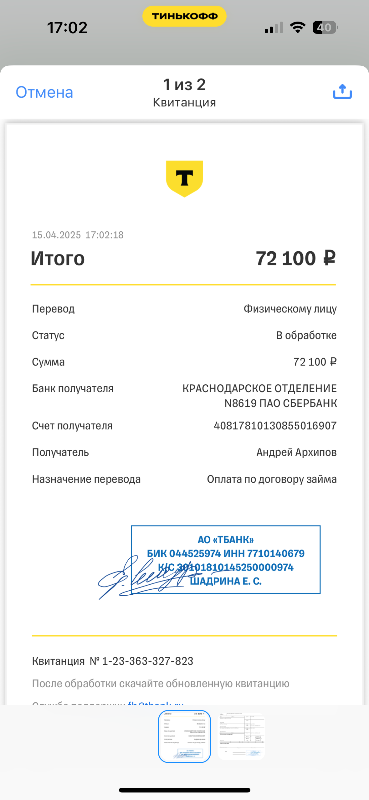 17:02
ТИНЬКОФФ
40
Отмена
1 из 2
Квитанция
Т
15.04.2025 17:02:18
Итого 72 100 ₽
Перевод Физическому лицу
Статус В обработке
Сумма 72 100 ₽
Банк получателя КРАСНОДАРСКОЕ ОТДЕЛЕНИЕ
N8619 ПАО СБЕРБАНК
Счет получателя 40817810130855016907
Получатель Андрей Архипов
Назначение перевода Оплата по договору займа
АО «ТБАНК»
БИК 044525974 ИНН 7710140679
К/С 30101810145250000974
ШАДРИНА Е. С.
Квитанция № 1-23-363-327-823
После обработки скачайте обновленную квитанцию
Служба поддержки fb@tbank.ru